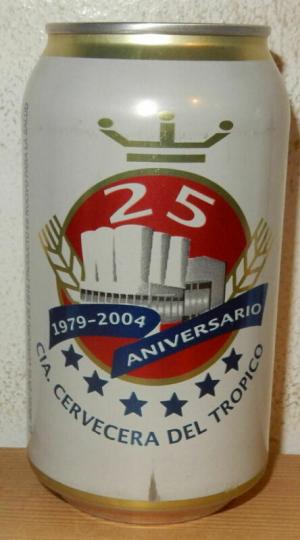 25
1979-2004
ANIVERSARIO
CIA. CERVECERA DEL TROPICO